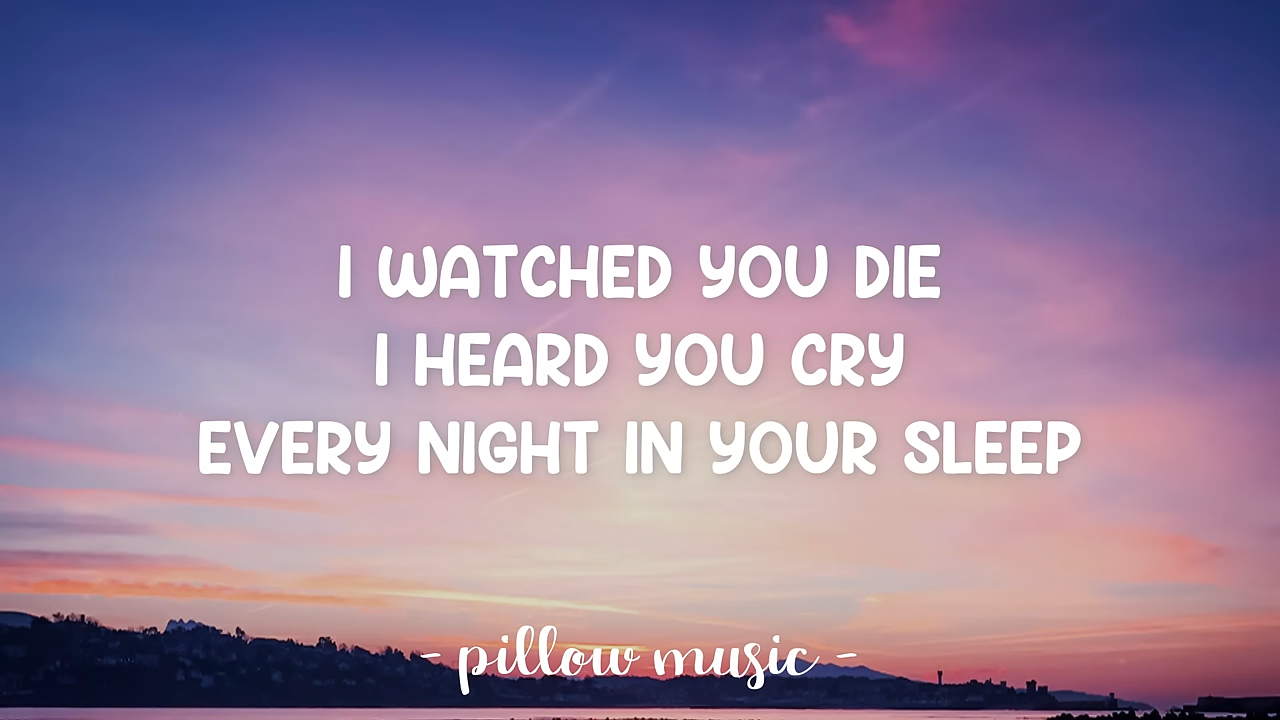 I WATCHED YOU DIE
I HEARD YOU CRY
EVERY NIGHT IN YOUR SLEEP
- pillow music -